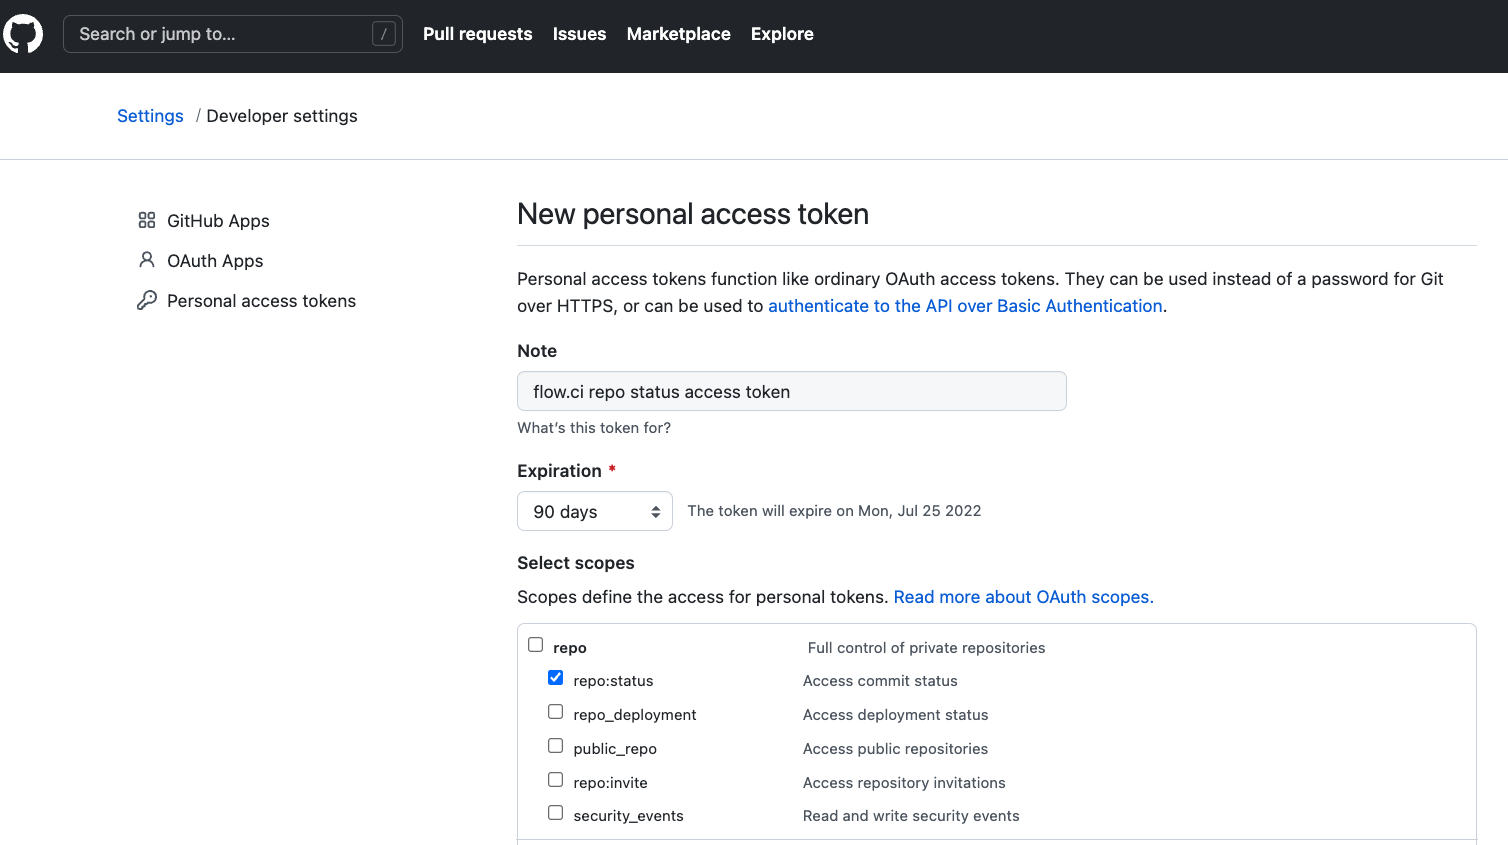 Search or jump to...
/
Pull requests
Issues
Marketplace
Explore
Settings / Developer settings
GitHub Apps
OAuth Apps
Personal access tokens
New personal access token
Personal access tokens function like ordinary OAuth access tokens. They can be used instead of a password for Git
over HTTPS, or can be used to authenticate to the API over Basic Authentication.
Note
flow.ci repo status access token
What's this token for?
Expiration *
90 days
The token will expire on Mon, Jul 25 2022
Select scopes
Scopes define the access for personal tokens. Read more about OAuth scopes.
repo Full control of private repositories
repo:status Access commit status
repo_deployment Access deployment status
public_repo Access public repositories
repo:invite Access repository invitations
security_events Read and write security events